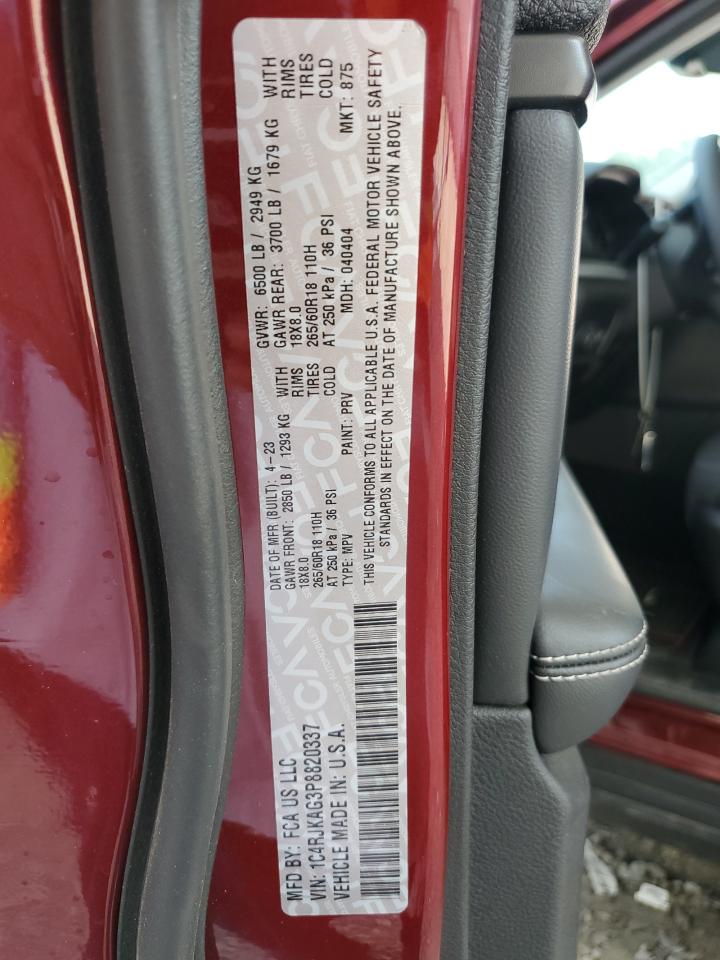 MFD BY: FCA US LLC
DATE OF MFR (BUILT): 4-23
GVWR: 6500 LB / 2949 KG
GAWR FRONT: 2850 LB / 1293 KG WITH
GAWR REAR: 3700 LB / 1679 KG WITH
18X8.0 RIMS
18X8.0 RIMS
265/60R18 110H TIRES
265/60R18 110H TIRES
AT 250 kPa / 36 PSI COLD
AT 250 kPa / 36 PSI COLD
VIN: 1C4RJKAG3P8820337
TYPE: MPV
PAINT: PRV
MDH: 040404
MKT: 875
VEHICLE MADE IN: U.S.A.
THIS VEHICLE CONFORMS TO ALL APPLICABLE U.S.A. FEDERAL MOTOR VEHICLE SAFETY
STANDARDS IN EFFECT ON THE DATE OF MANUFACTURE SHOWN ABOVE.